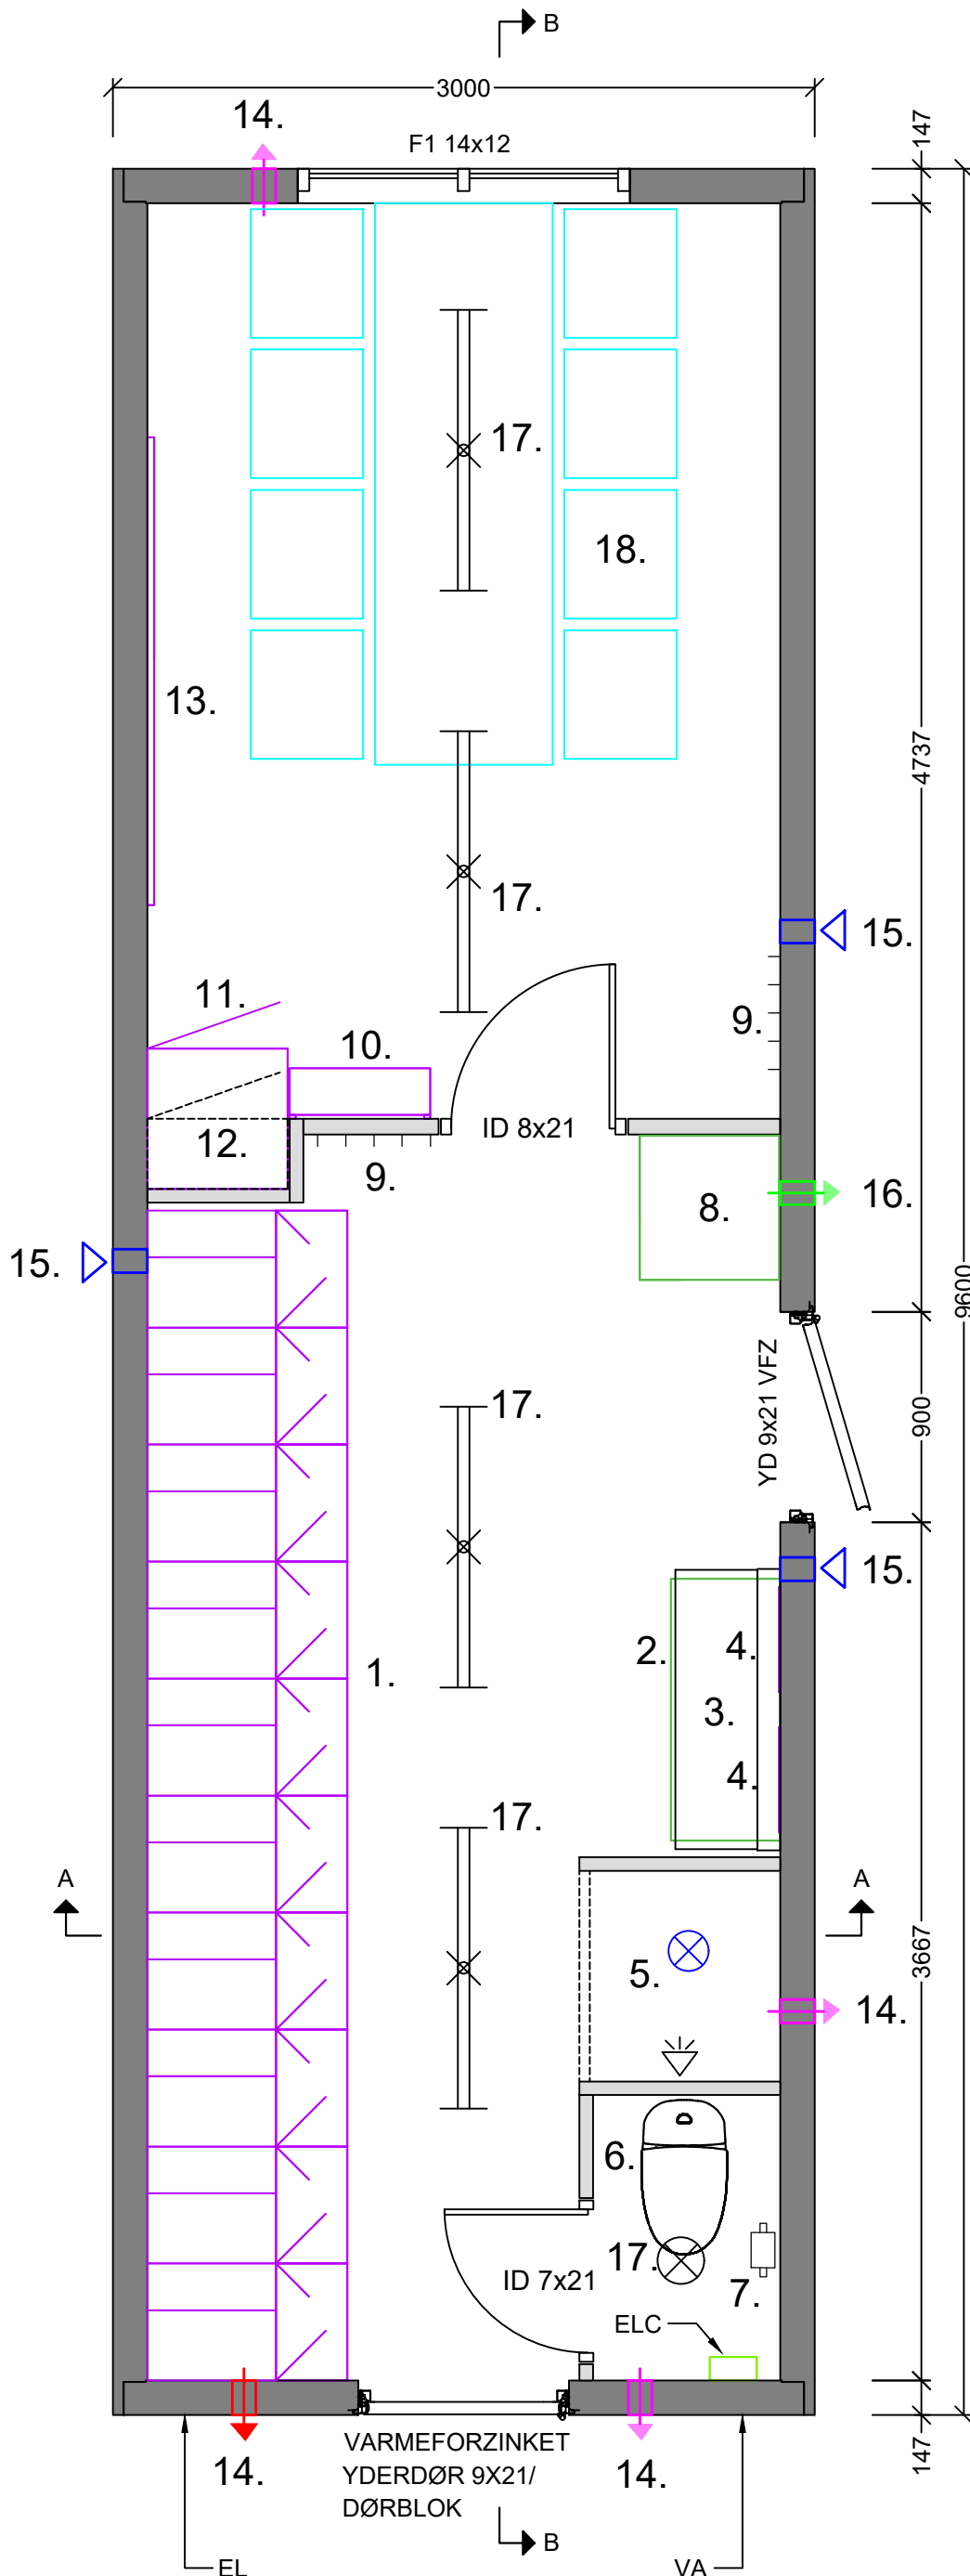 B
3000
14.
F1 14x12
147
17.
18.
13.
4737
17.
15.
11.
9.
10.
ID 8x21
12.
9.
8.
16.
15.
9600
YD 9x21 VFZ
900
17.
15.
2.
4.
1.
3.
4.
17.
A
A
3667
5.
14.
6.
17.
ID 7x21
7.
ELC
VARMEFORZINKET
YDERDØR 9X21/
DØRBLOK
14.
14.
147
B
EL
VA